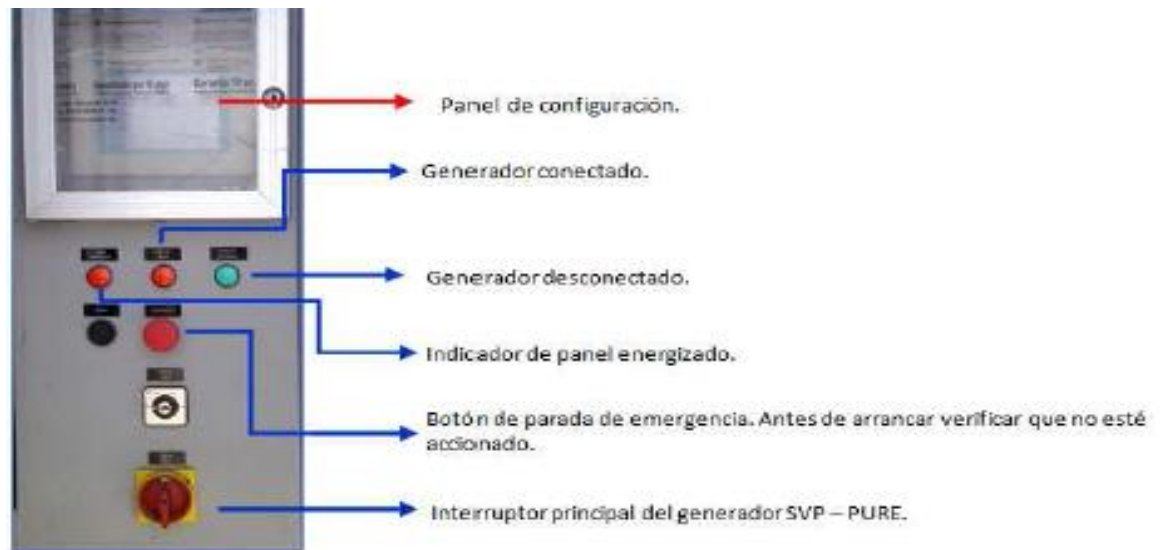 Panel de configuración.
Generador conectado.
Generador desconectado.
Indicador de panel energizado.
Botón de parada de emergencia. Antes de arrancar verificar que no esté
accionado.
Interruptor principal del generador SVP – PURE.